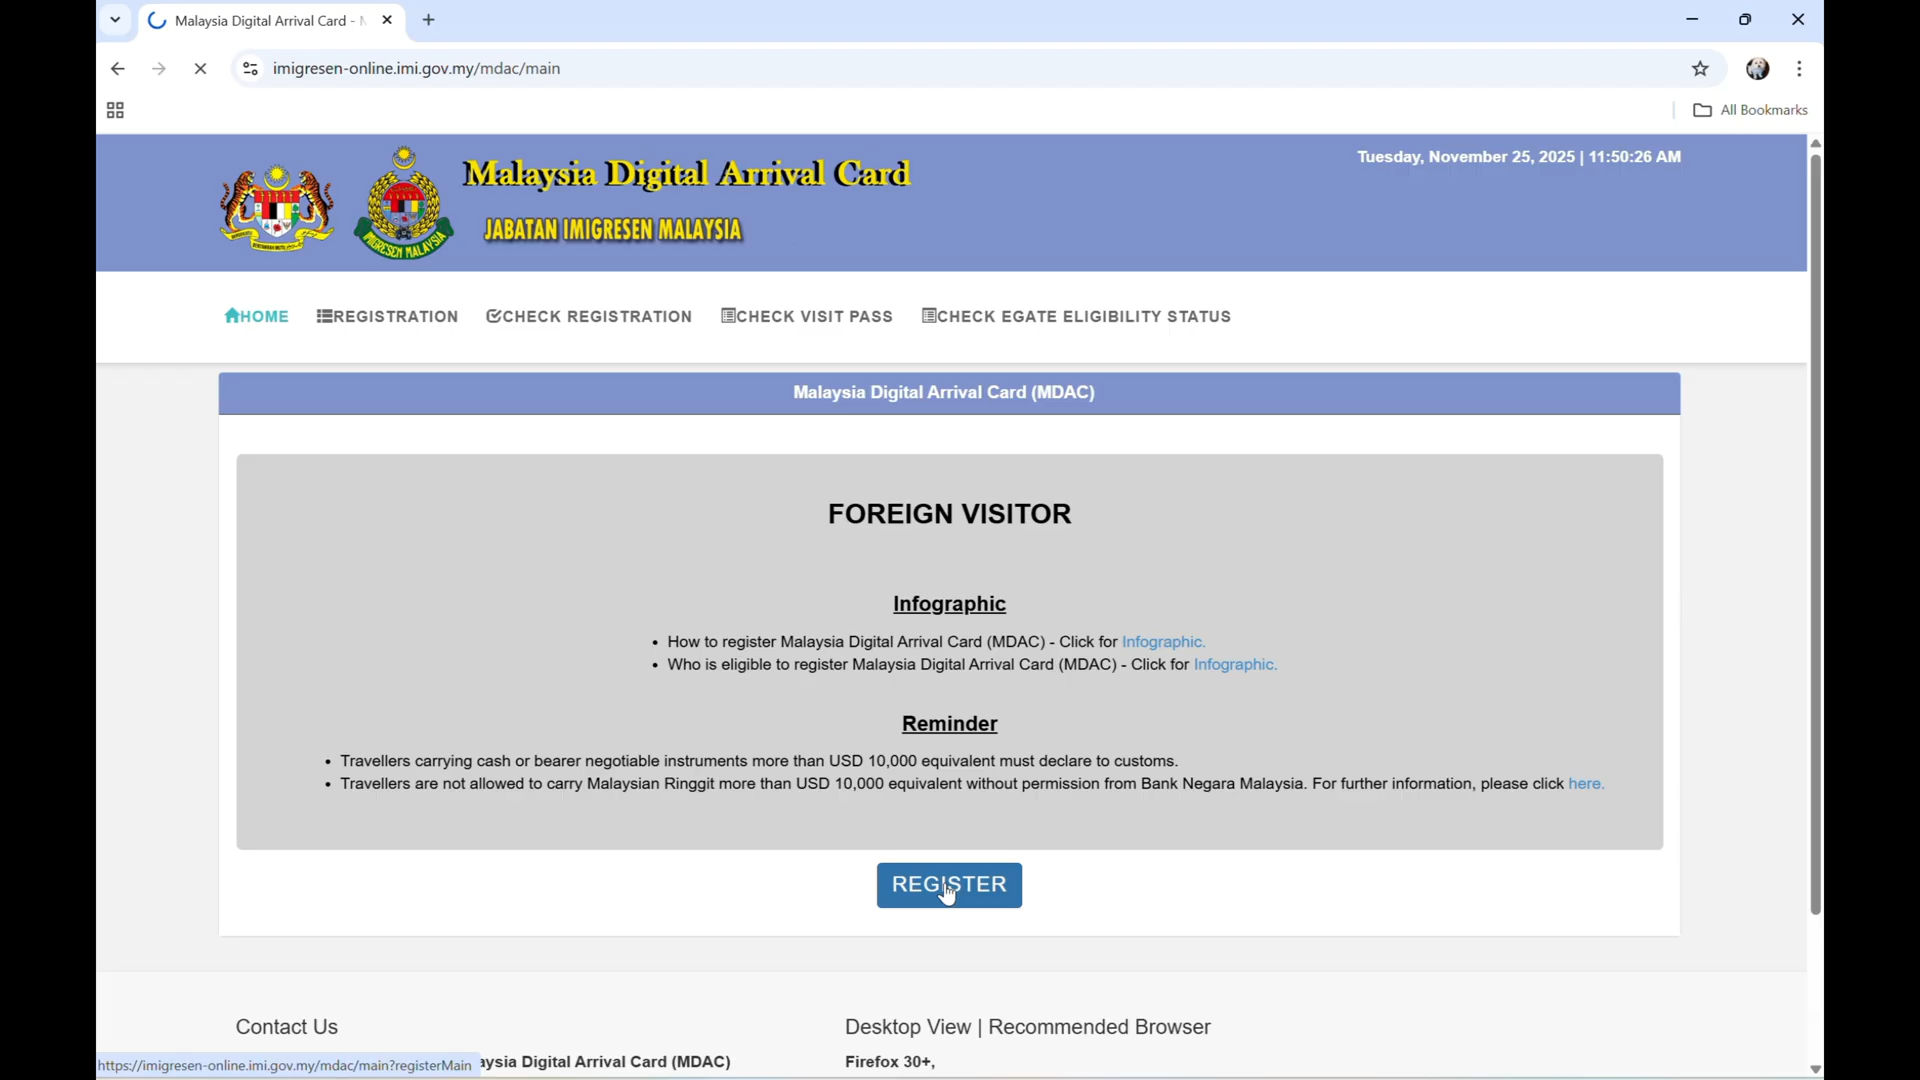 Malaysia Digital Arrival Card -
imigresen-online.imi.gov.my/mdac/main
All Bookmarks
Malaysia Digital Arrival Card
JABATAN IMIGRESEN MALAYSIA
IMIGRESEN MALAYSIA
Tuesday, November 25, 2025 | 11:50:26 AM
HOME REGISTRATION CHECK REGISTRATION CHECK VISIT PASS CHECK EGATE ELIGIBILITY STATUS
Malaysia Digital Arrival Card (MDAC)
FOREIGN VISITOR
Infographic
• How to register Malaysia Digital Arrival Card (MDAC) - Click for Infographic.
• Who is eligible to register Malaysia Digital Arrival Card (MDAC) - Click for Infographic.
Reminder
• Travellers carrying cash or bearer negotiable instruments more than USD 10,000 equivalent must declare to customs.
• Travellers are not allowed to carry Malaysian Ringgit more than USD 10,000 equivalent without permission from Bank Negara Malaysia. For further information, please click here.
REGISTER
Contact Us
Desktop View | Recommended Browser
aysia Digital Arrival Card (MDAC)
Firefox 30+,
https://imigresen-online.imi.gov.my/mdac/main?registerMain